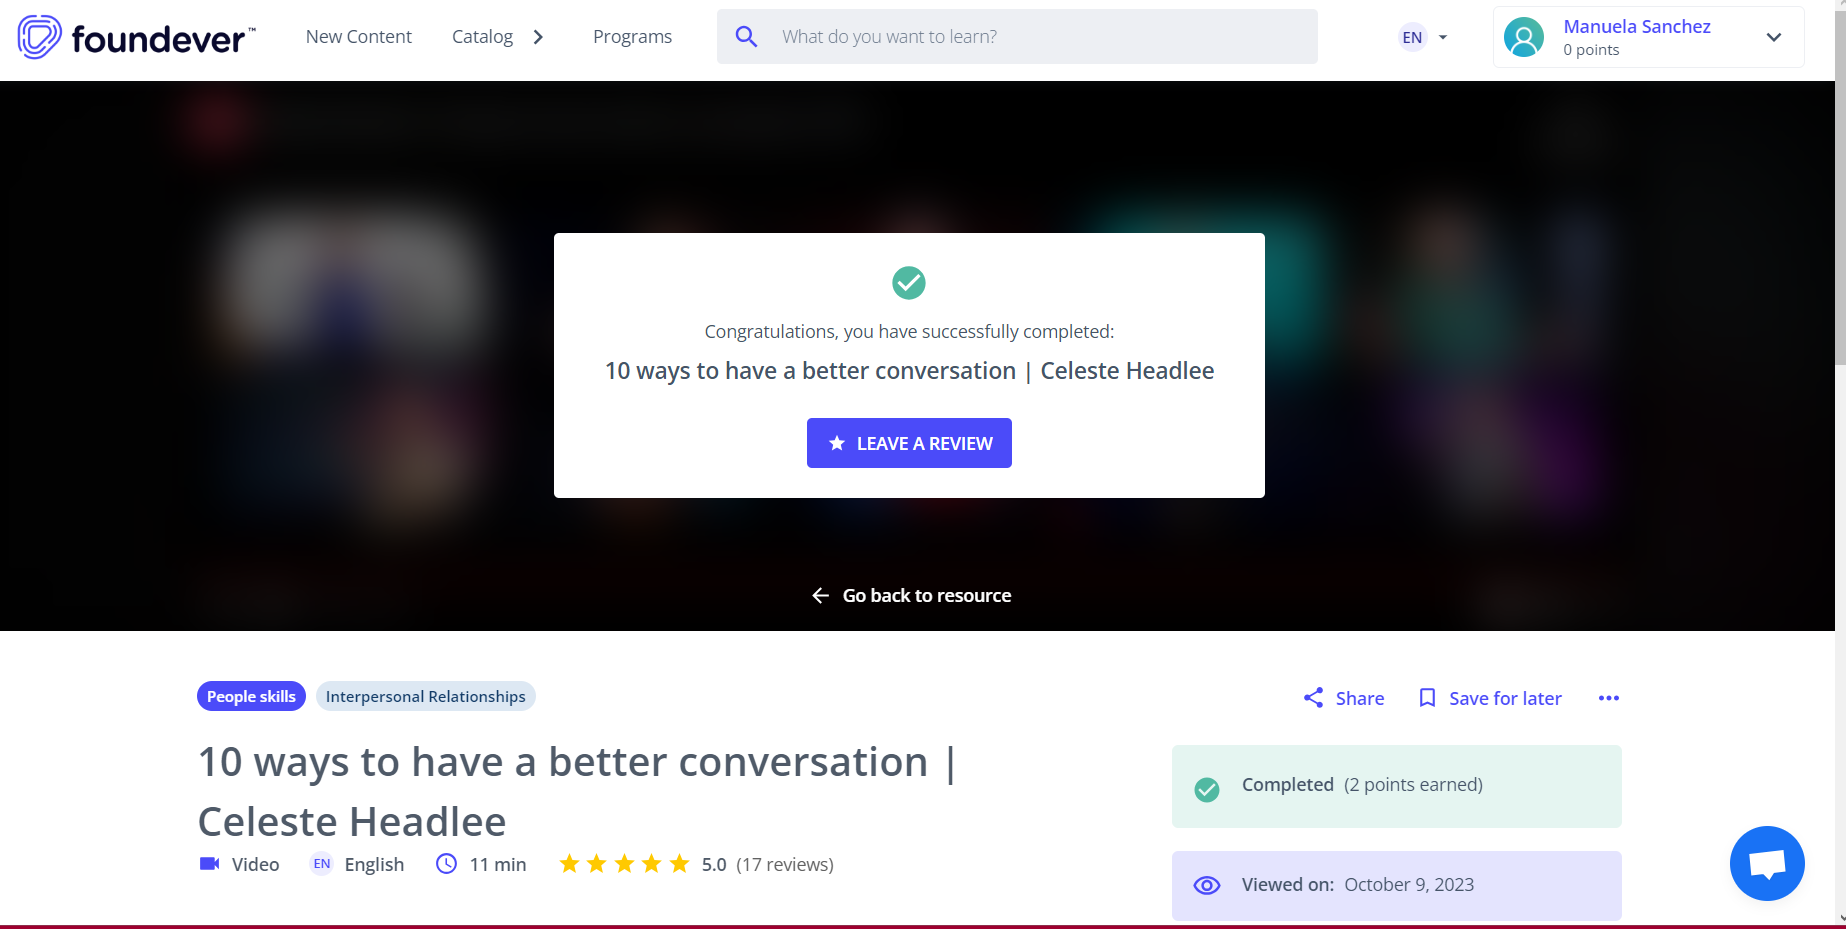 foundever™
New Content
Catalog
Programs
What do you want to learn?
EN
Manuela Sanchez
0 points
Congratulations, you have successfully completed:
10 ways to have a better conversation | Celeste Headlee
LEAVE A REVIEW
Go back to resource
People skills
Interpersonal Relationships
Share
Save for later
10 ways to have a better conversation |
Celeste Headlee
Video
EN English
11 min
5.0 (17 reviews)
Completed (2 points earned)
Viewed on: October 9, 2023